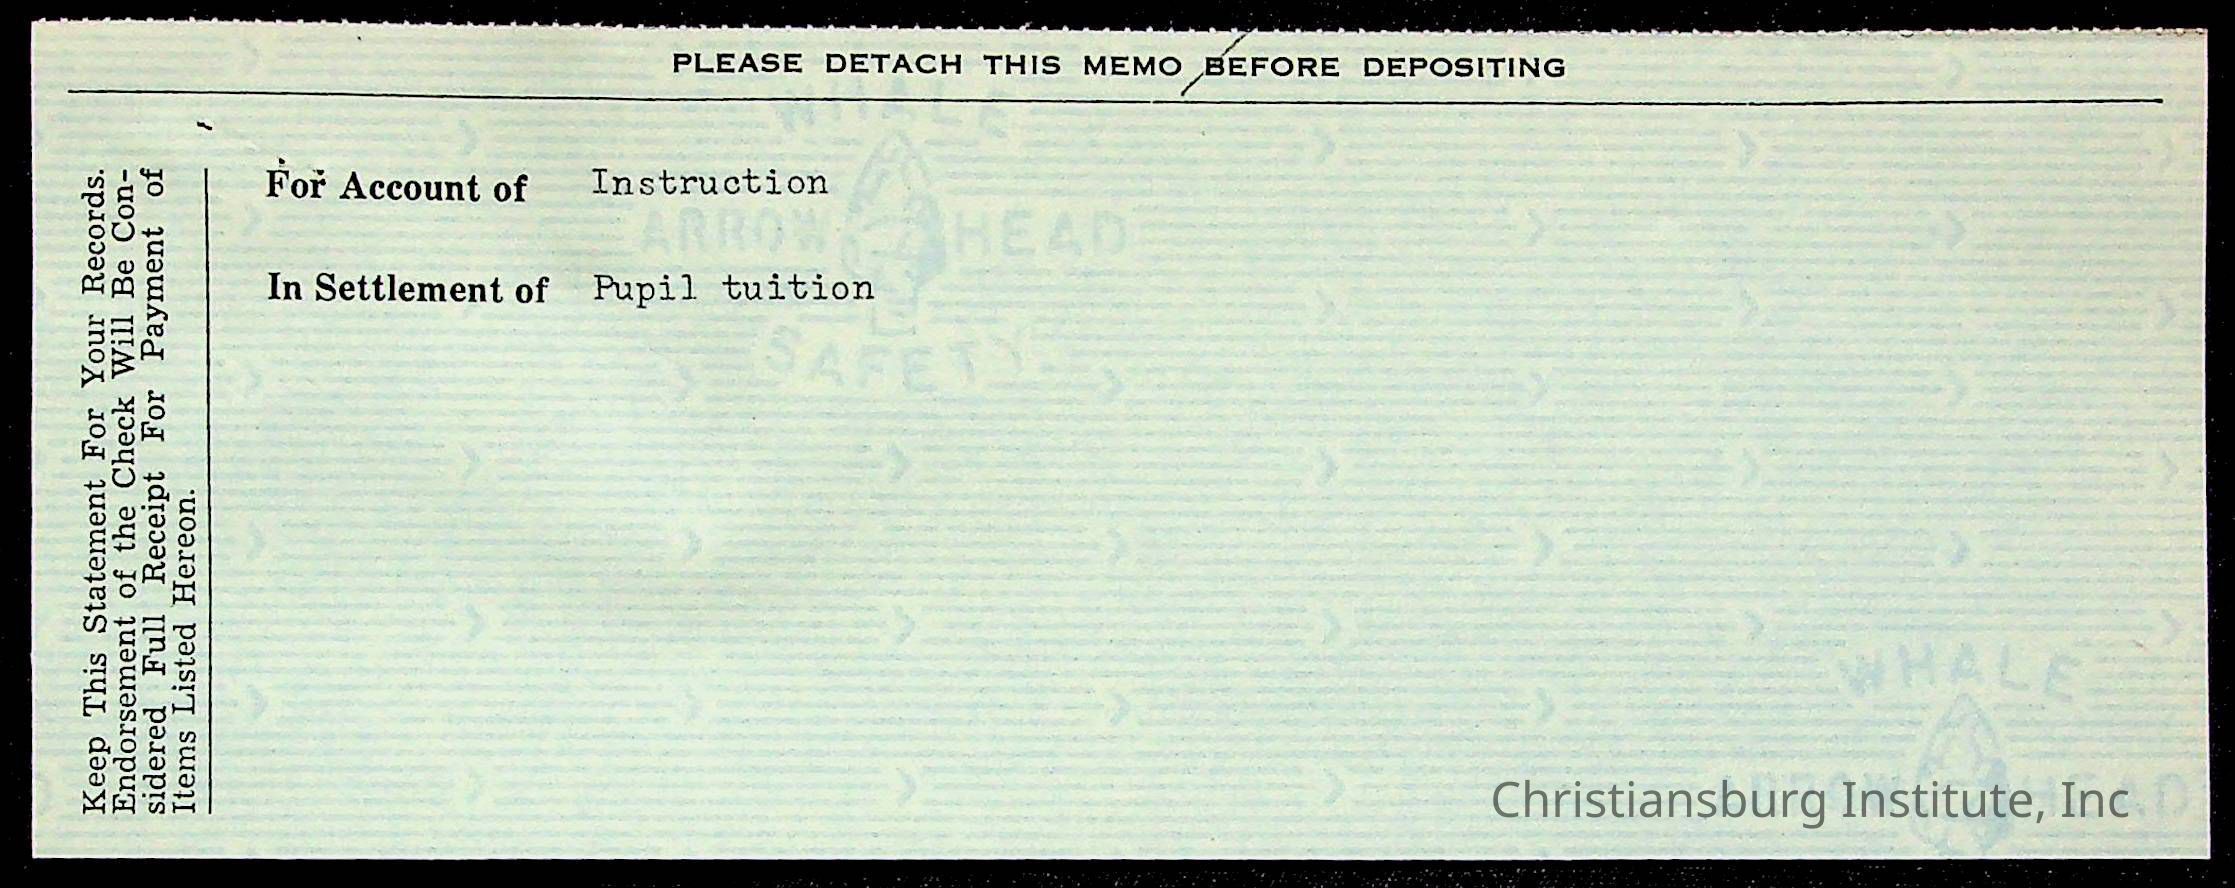 PLEASE DETACH THIS MEMO BEFORE DEPOSITING
Keep This Statement For Your Records.
Endorsement of the Check Will Be Con-
sidered Full Receipt For Payment of
Items Listed Hereon.
For Account of Instruction
In Settlement of Pupil tuition
WHALE
ARROW HEAD
SAFETY
WHALE
ARROW HEAD
Christiansburg Institute, Inc